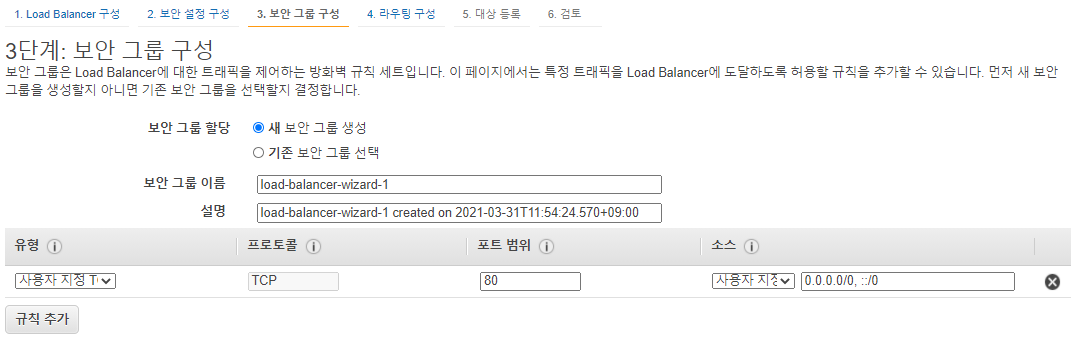 1. Load Balancer 구성 2. 보안 설정 구성 3. 보안 그룹 구성 4. 라우팅 구성 5. 대상 등록 6. 검토
3단계: 보안 그룹 구성
보안 그룹은 Load Balancer에 대한 트래픽을 제어하는 방화벽 규칙 세트입니다. 이 페이지에서는 특정 트래픽을 Load Balancer에 도달하도록 허용할 규칙을 추가할 수 있습니다. 먼저 새 보안
그룹을 생성할지 아니면 기존 보안 그룹을 선택할지 결정합니다.
보안 그룹 할당 새 보안 그룹 생성
기존 보안 그룹 선택
보안 그룹 이름 load-balancer-wizard-1
설명 load-balancer-wizard-1 created on 2021-03-31T11:54:24.570+09:00
유형 프로토콜 포트 범위 소스
사용자 지정 T TCP 80 사용자 지정 0.0.0.0/0, ::/0
규칙 추가